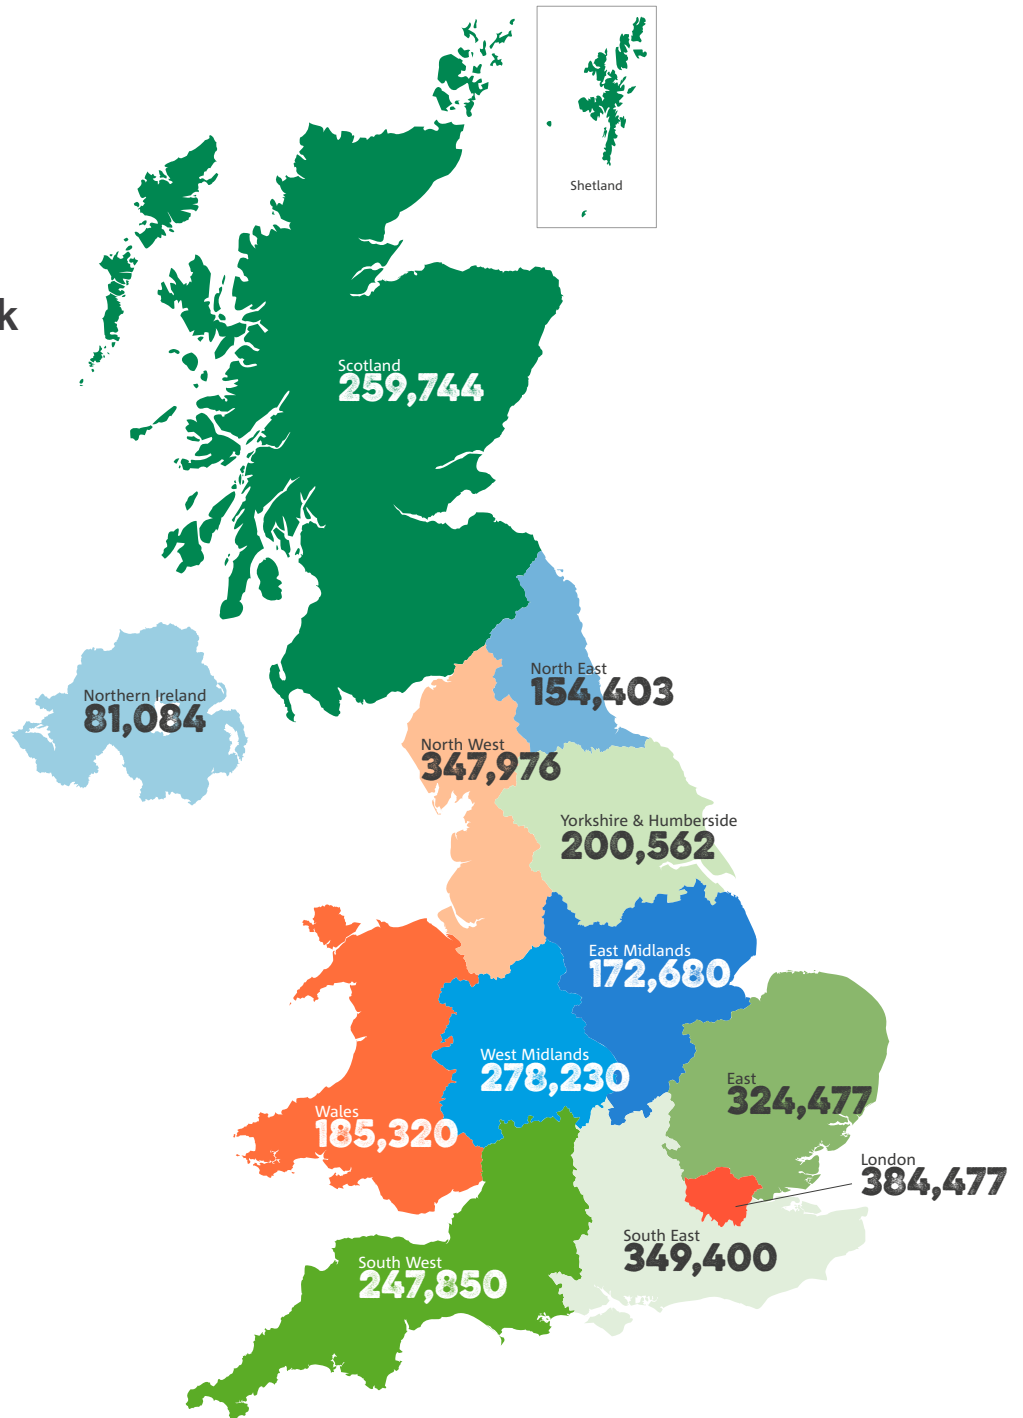 Shetland
k
Scotland
259,744
North East
154,403
Northern Ireland
81,084
North West
347,976
Yorkshire & Humberside
200,562
East Midlands
172,680
West Midlands
278,230
East
324,477
Wales
185,320
London
384,477
South East
349,400
South West
247,850